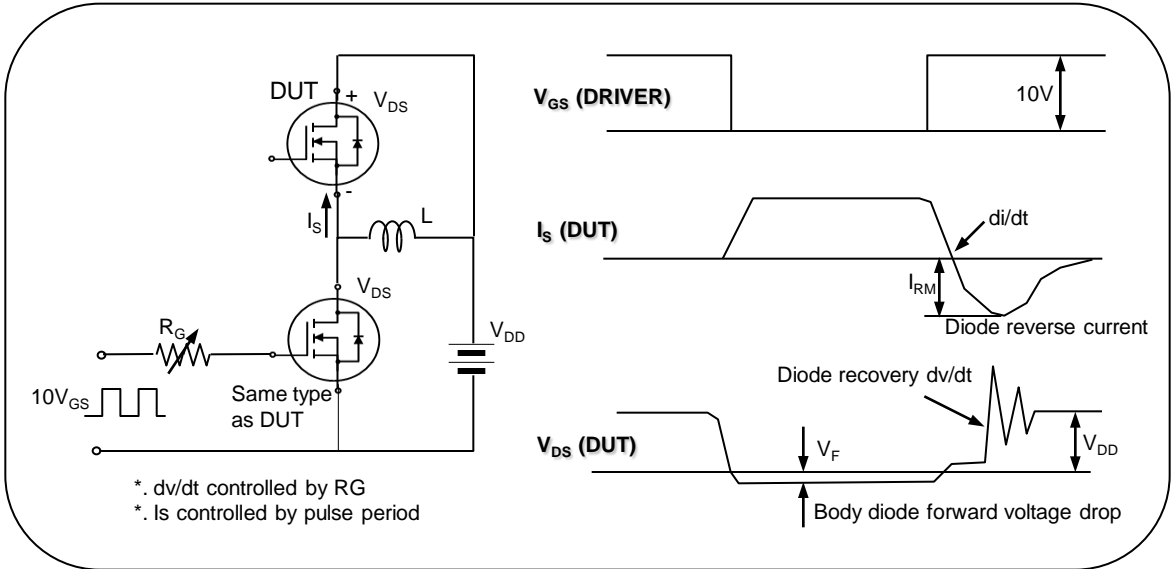 DUT
+
V_DS
-
I_S
L
V_DS
R_G
V_DD
10V_GS
Same type
as DUT
*. dv/dt controlled by RG
*. Is controlled by pulse period
V_GS (DRIVER)
10V
I_S (DUT)
di/dt
I_RM
Diode reverse current
Diode recovery dv/dt
V_DS (DUT)
V_F
V_DD
Body diode forward voltage drop